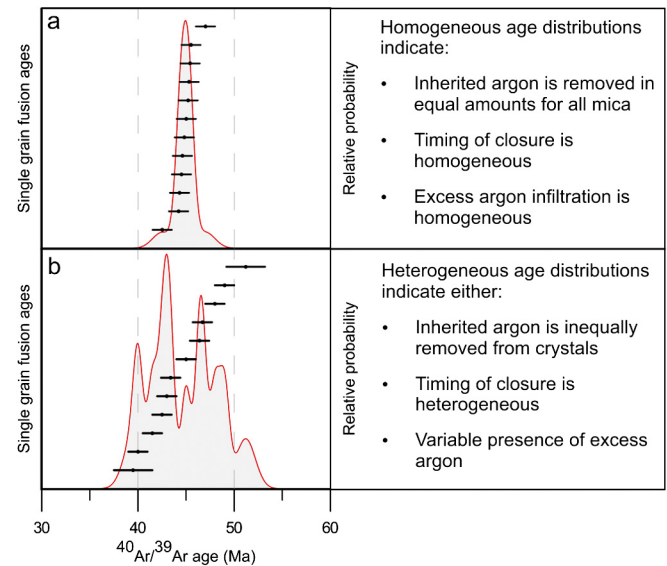 a
Single grain fusion ages
Relative probability
Homogeneous age distributions
indicate:
• Inherited argon is removed in
equal amounts for all mica
• Timing of closure is
homogeneous
• Excess argon infiltration is
homogeneous
b
Single grain fusion ages
Relative probability
Heterogeneous age distributions
indicate either:
• Inherited argon is inequally
removed from crystals
• Timing of closure is
heterogeneous
• Variable presence of excess
argon
30 40 50 60
⁴⁰Ar/³⁹Ar age (Ma)